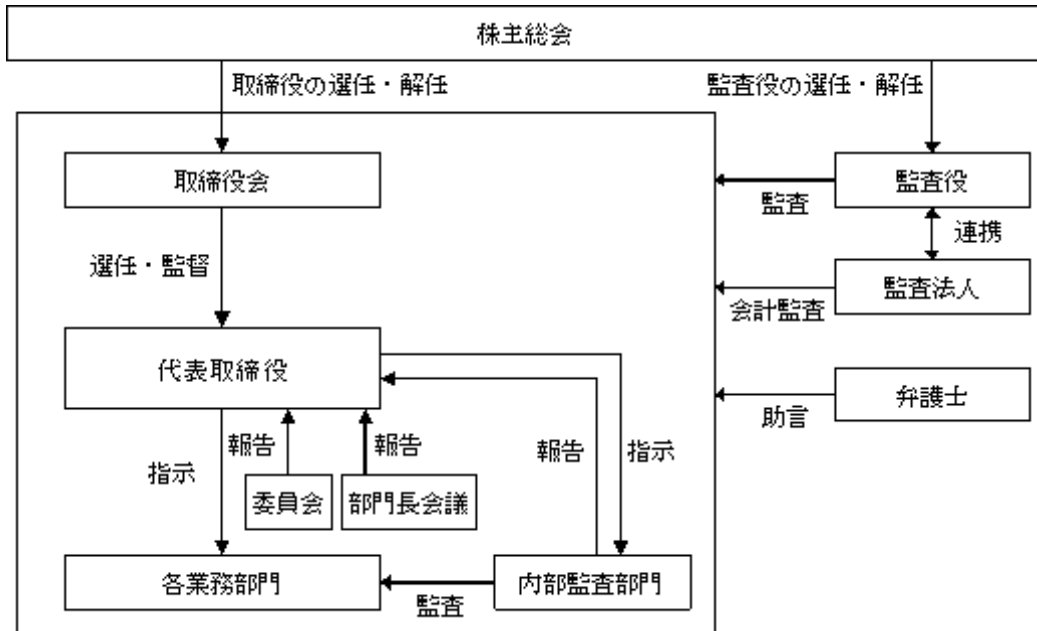 株主総会
取締役の選任・解任
監査役の選任・解任
取締役会
監査役
監査
連携
選任・監督
監査法人
会計監査
代表取締役
弁護士
助言
報告
報告
報告
指示
指示
委員会
部門長会議
各業務部門
内部監査部門
監査